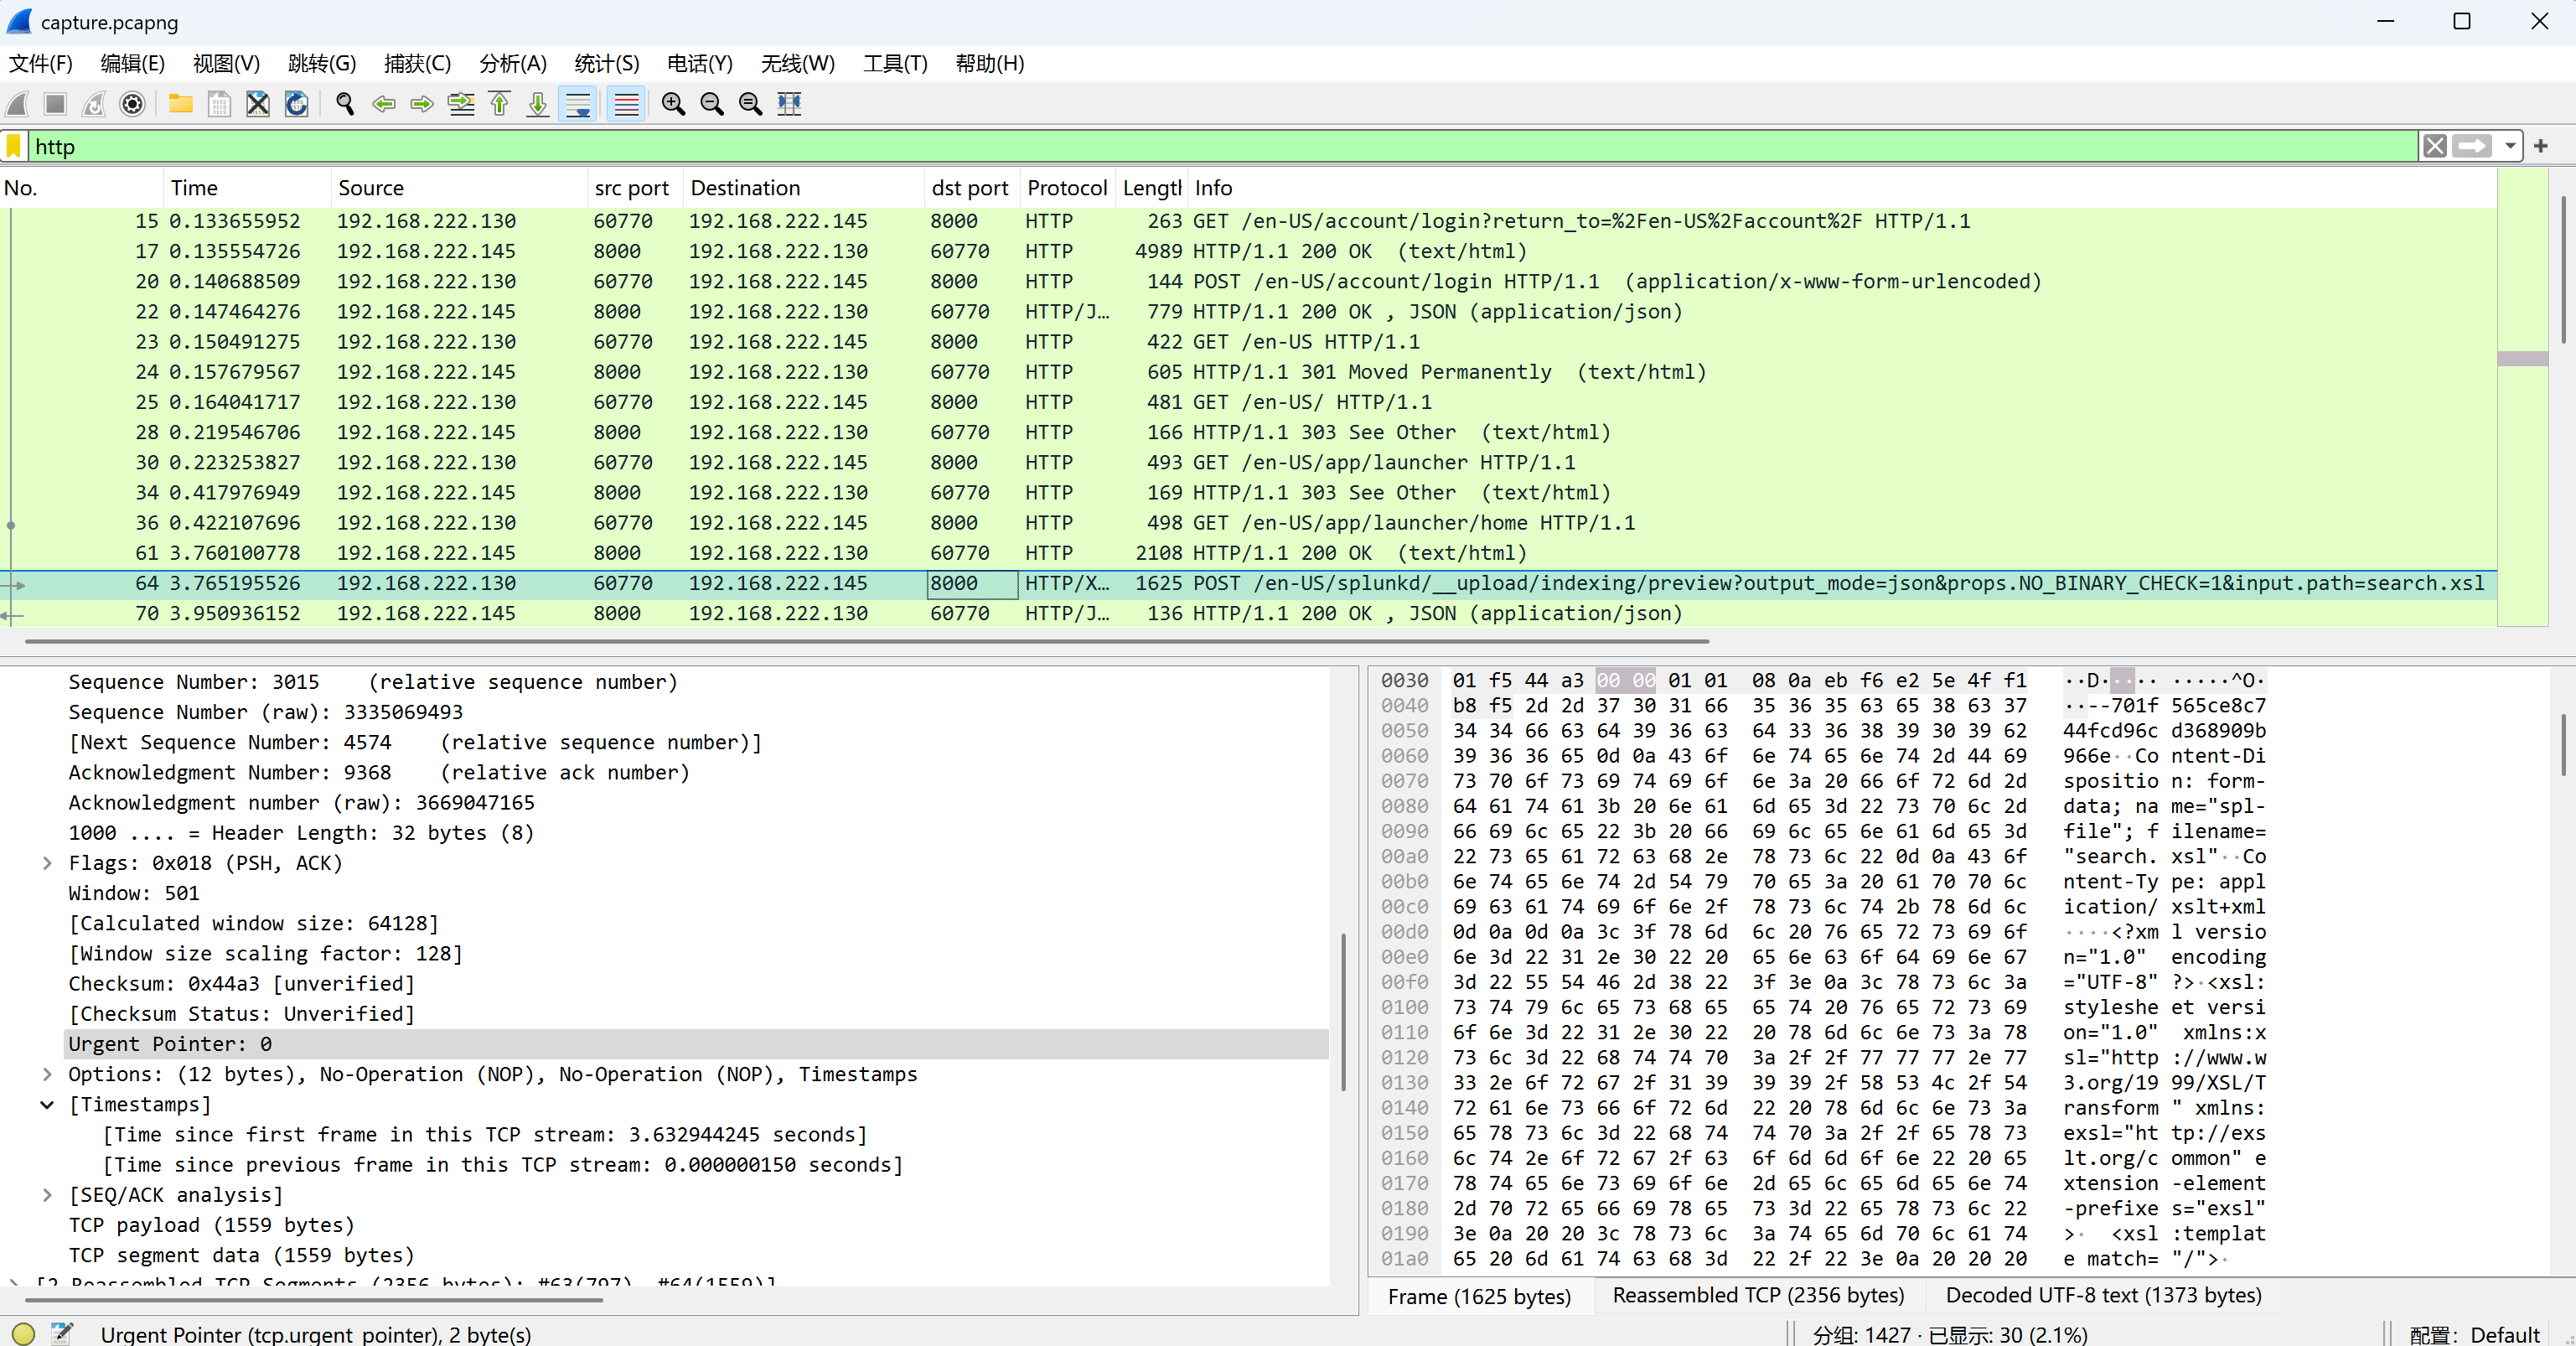 capture.pcapng
文件(F) 编辑(E) 视图(V) 跳转(G) 捕获(C) 分析(A) 统计(S) 电话(Y) 无线(W) 工具(T) 帮助(H)
http
No. Time Source src port Destination dst port Protocol Length Info
15 0.133655952 192.168.222.130 60770 192.168.222.145 8000 HTTP 263 GET /en-US/account/login?return_to=%2Fen-US%2Faccount%2F HTTP/1.1
17 0.135554726 192.168.222.145 8000 192.168.222.130 60770 HTTP 4989 HTTP/1.1 200 OK (text/html)
20 0.140688509 192.168.222.130 60770 192.168.222.145 8000 HTTP 144 POST /en-US/account/login HTTP/1.1 (application/x-www-form-urlencoded)
22 0.147464276 192.168.222.145 8000 192.168.222.130 60770 HTTP/J… 779 HTTP/1.1 200 OK , JSON (application/json)
23 0.150491275 192.168.222.130 60770 192.168.222.145 8000 HTTP 422 GET /en-US HTTP/1.1
24 0.157679567 192.168.222.145 8000 192.168.222.130 60770 HTTP 605 HTTP/1.1 301 Moved Permanently (text/html)
25 0.164041717 192.168.222.130 60770 192.168.222.145 8000 HTTP 481 GET /en-US/ HTTP/1.1
28 0.219546706 192.168.222.145 8000 192.168.222.130 60770 HTTP 166 HTTP/1.1 303 See Other (text/html)
30 0.223253827 192.168.222.130 60770 192.168.222.145 8000 HTTP 493 GET /en-US/app/launcher HTTP/1.1
34 0.417976949 192.168.222.145 8000 192.168.222.130 60770 HTTP 169 HTTP/1.1 303 See Other (text/html)
36 0.422107696 192.168.222.130 60770 192.168.222.145 8000 HTTP 498 GET /en-US/app/launcher/home HTTP/1.1
61 3.760100778 192.168.222.145 8000 192.168.222.130 60770 HTTP 2108 HTTP/1.1 200 OK (text/html)
64 3.765195526 192.168.222.130 60770 192.168.222.145 8000 HTTP/X… 1625 POST /en-US/splunkd/__upload/indexing/preview?output_mode=json&props.NO_BINARY_CHECK=1&input.path=search.xsl
70 3.950936152 192.168.222.145 8000 192.168.222.130 60770 HTTP/J… 136 HTTP/1.1 200 OK , JSON (application/json)
Sequence Number: 3015 (relative sequence number)
Sequence Number (raw): 3335069493
[Next Sequence Number: 4574 (relative sequence number)]
Acknowledgment Number: 9368 (relative ack number)
Acknowledgment number (raw): 3669047165
1000 .... = Header Length: 32 bytes (8)
Flags: 0x018 (PSH, ACK)
Window: 501
[Calculated window size: 64128]
[Window size scaling factor: 128]
Checksum: 0x44a3 [unverified]
[Checksum Status: Unverified]
Urgent Pointer: 0
Options: (12 bytes), No-Operation (NOP), No-Operation (NOP), Timestamps
[Timestamps]
[Time since first frame in this TCP stream: 3.632944245 seconds]
[Time since previous frame in this TCP stream: 0.000000150 seconds]
[SEQ/ACK analysis]
TCP payload (1559 bytes)
TCP segment data (1559 bytes)
[2 Reassembled TCP Segments (2356 bytes): #63(797), #64(1559)]
0030 01 f5 44 a3 00 00 01 01 08 0a eb f6 e2 5e 4f f1 ··D····· ·····^O·
0040 b8 f5 2d 2d 37 30 31 66 35 36 35 63 65 38 63 37 ··--701f 565ce8c7
0050 34 34 66 63 64 39 36 63 64 33 36 38 39 30 39 62 44fcd96c d368909b
0060 39 36 36 65 0d 0a 43 6f 6e 74 65 6e 74 2d 44 69 966e··Co ntent-Di
0070 73 70 6f 73 69 74 69 6f 6e 3a 20 66 6f 72 6d 2d spositio n: form-
0080 64 61 74 61 3b 20 6e 61 6d 65 3d 22 73 70 6c 2d data; na me="spl-
0090 66 69 6c 65 22 3b 20 66 69 6c 65 6e 61 6d 65 3d file"; f ilename=
00a0 22 73 65 61 72 63 68 2e 78 73 6c 22 0d 0a 43 6f "search. xsl"··Co
00b0 6e 74 65 6e 74 2d 54 79 70 65 3a 20 61 70 70 6c ntent-Ty pe: appl
00c0 69 63 61 74 69 6f 6e 2f 78 73 6c 74 2b 78 6d 6c ication/ xslt+xml
00d0 0d 0a 0d 0a 3c 3f 78 6d 6c 20 76 65 72 73 69 6f ····<?xm l versio
00e0 6e 3d 22 31 2e 30 22 20 65 6e 63 6f 64 69 6e 67 n="1.0" encoding
00f0 3d 22 55 54 46 2d 38 22 3f 3e 0a 3c 78 73 6c 3a ="UTF-8" ?>·<xsl:
0100 73 74 79 6c 65 73 68 65 65 74 20 76 65 72 73 69 styleshe et versi
0110 6f 6e 3d 22 31 2e 30 22 20 78 6d 6c 6e 73 3a 78 on="1.0" xmlns:x
0120 73 6c 3d 22 68 74 74 70 3a 2f 2f 77 77 77 2e 77 sl="http ://www.w
0130 33 2e 6f 72 67 2f 31 39 39 39 2f 58 53 4c 2f 54 3.org/19 99/XSL/T
0140 72 61 6e 73 66 6f 72 6d 22 20 78 6d 6c 6e 73 3a ransform " xmlns:
0150 65 78 73 6c 3d 22 68 74 74 70 3a 2f 2f 65 78 73 exsl="ht tp://exs
0160 6c 74 2e 6f 72 67 2f 63 6f 6d 6d 6f 6e 22 20 65 lt.org/c ommon" e
0170 78 74 65 6e 73 69 6f 6e 2d 65 6c 65 6d 65 6e 74 xtension -element
0180 2d 70 72 65 66 69 78 65 73 3d 22 65 78 73 6c 22 -prefixe s="exsl"
0190 3e 0a 20 20 3c 78 73 6c 3a 74 65 6d 70 6c 61 74 >· <xsl :templat
01a0 65 20 6d 61 74 63 68 3d 22 2f 22 3e 0a 20 20 20 e match= "/">·
Frame (1625 bytes) Reassembled TCP (2356 bytes) Decoded UTF-8 text (1373 bytes)
Urgent Pointer (tcp.urgent_pointer), 2 byte(s) 分组: 1427 · 已显示: 30 (2.1%) 配置: Default